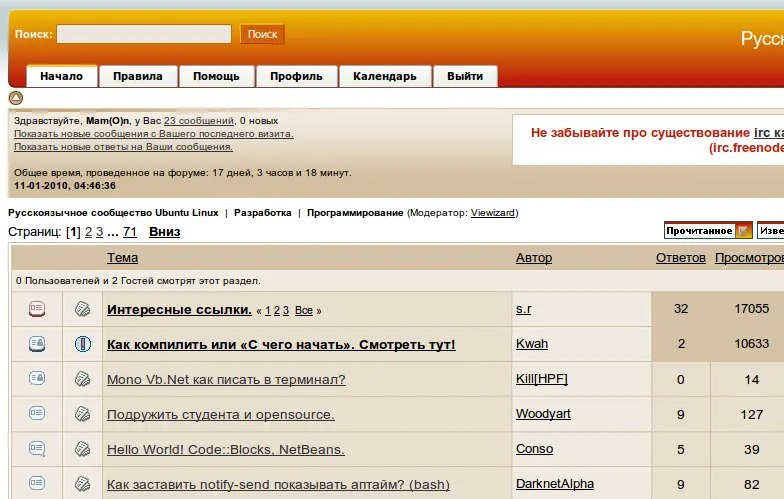 Поиск: Поиск
Начало Правила Помощь Профиль Календарь Выйти
Здравствуйте, Mam(O)n, у Вас 23 сообщений, 0 новых
Показать новые сообщения с Вашего последнего визита.
Показать новые ответы на Ваши сообщения.
Не забывайте про существование irc
(irc.freenode
Общее время, проведенное на форуме: 17 дней, 3 часов и 18 минут.
11-01-2010, 04:46:36
Русскоязычное сообщество Ubuntu Linux | Разработка | Программирование (Модератор: Viewizard)
Страниц: [1] 2 3 ... 71 Вниз
Прочитанное
Тема Автор Ответов Просмотров
0 Пользователей и 2 Гостей смотрят этот раздел.
Интересные ссылки. « 1 2 3 Все » s.r 32 17055
Как компилить или «С чего начать». Смотреть тут! Kwah 2 10633
Mono Vb.Net как писать в терминал? Kill[HPF] 0 14
Подружить студента и opensource. Woodyart 9 127
Hello World! Code::Blocks, NetBeans. Conso 5 39
Как заставить notify-send показывать аптайм? (bash) DarknetAlpha 9 82